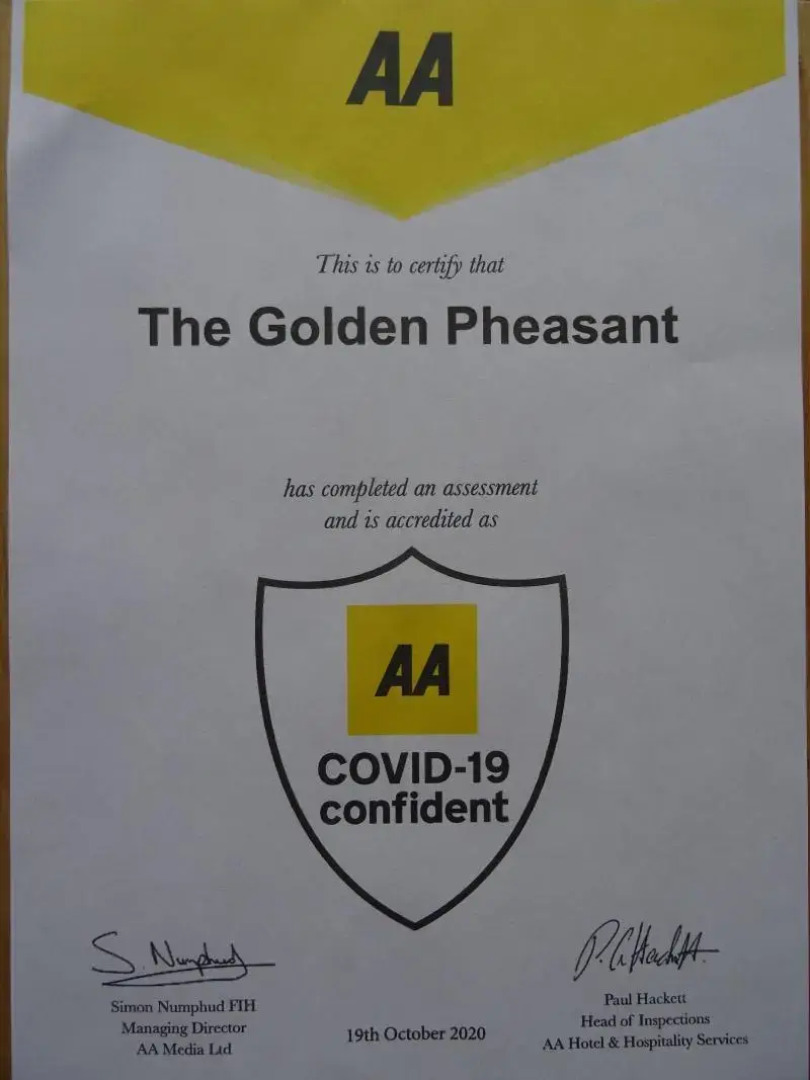 AA
This is to certify that
The Golden Pheasant
has completed an assessment
and is accredited as
AA
COVID-19
confident
S. Numphud
P. G. Hackett
Simon Numphud FIH
Managing Director
AA Media Ltd
19th October 2020
Paul Hackett
Head of Inspections
AA Hotel & Hospitality Services